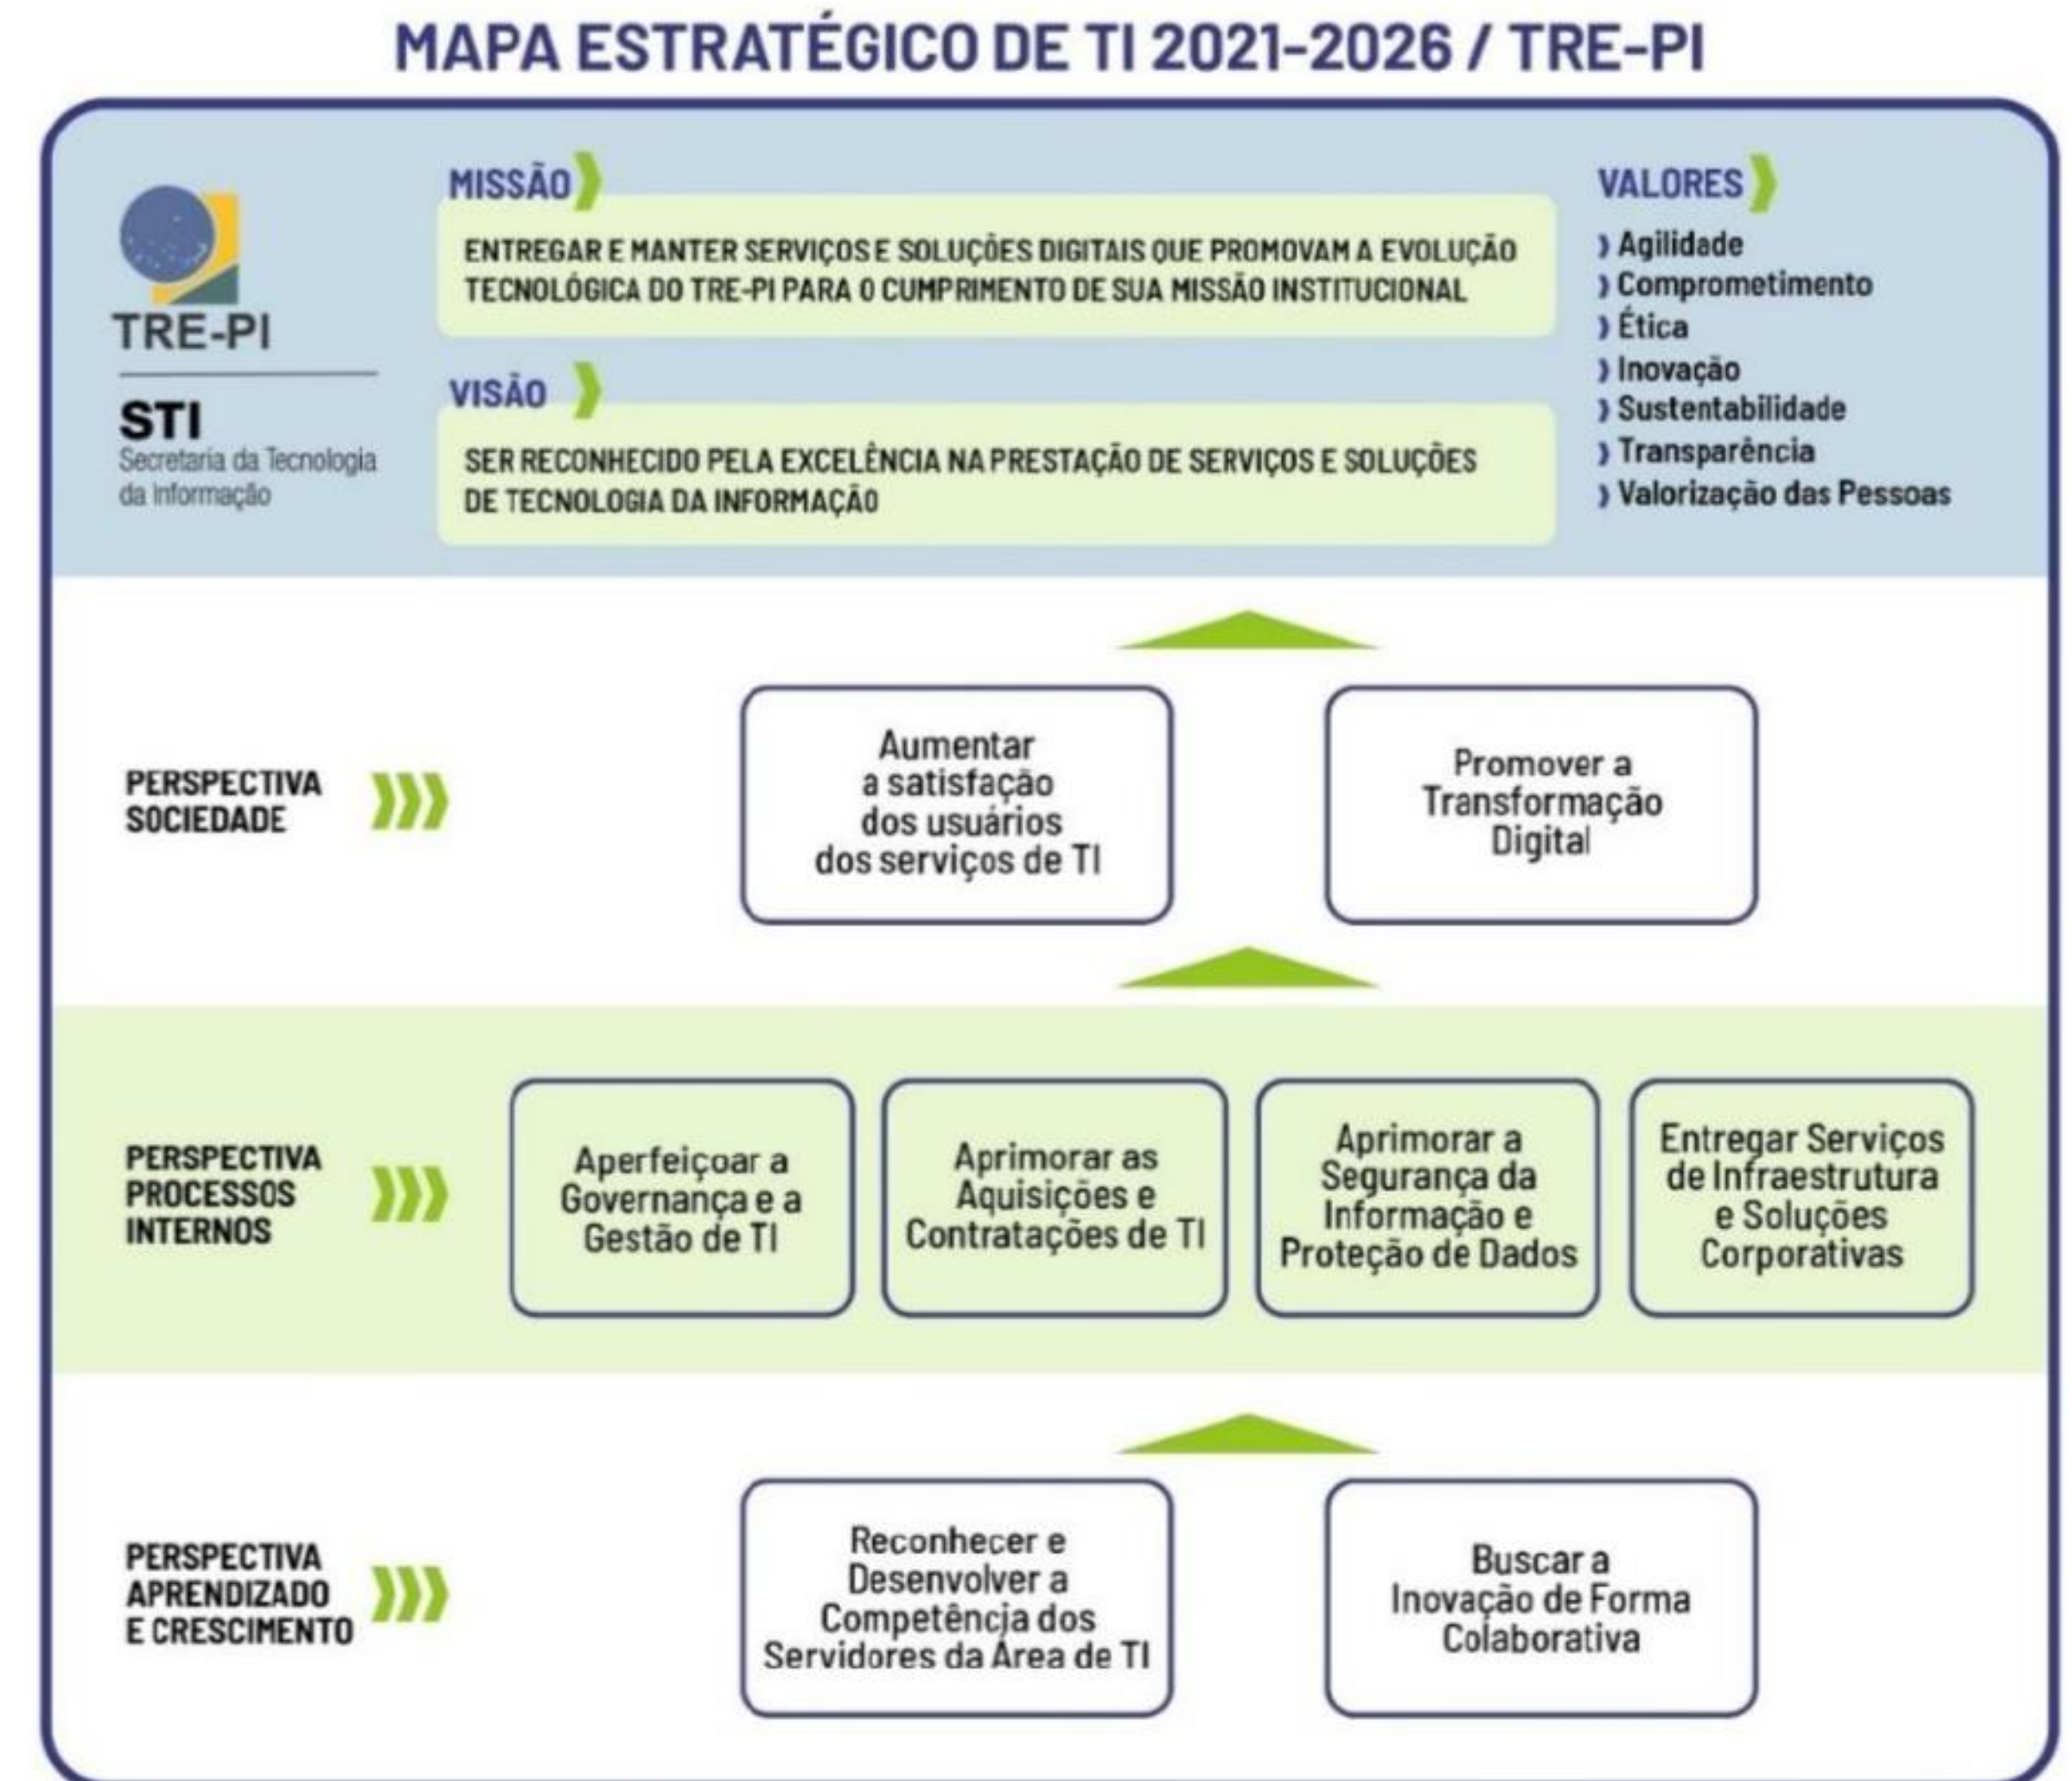 MAPA ESTRATÉGICO DE TI 2021-2026 / TRE-PI
TRE-PI
STI
Secretaria da Tecnologia
da Informação
MISSÃO
ENTREGAR E MANTER SERVIÇOS E SOLUÇÕES DIGITAIS QUE PROMOVAM A EVOLUÇÃO
TECNOLÓGICA DO TRE-PI PARA O CUMPRIMENTO DE SUA MISSÃO INSTITUCIONAL
VISÃO
SER RECONHECIDO PELA EXCELÊNCIA NA PRESTAÇÃO DE SERVIÇOS E SOLUÇÕES
DE TECNOLOGIA DA INFORMAÇÃO
VALORES
Agilidade
Comprometimento
Ética
Inovação
Sustentabilidade
Transparência
Valorização das Pessoas
PERSPECTIVA
SOCIEDADE
Aumentar
a satisfação
dos usuários
dos serviços de TI
Promover a
Transformação
Digital
PERSPECTIVA
PROCESSOS
INTERNOS
Aperfeiçoar a
Governança e a
Gestão de TI
Aprimorar as
Aquisições e
Contratações de TI
Aprimorar a
Segurança da
Informação e
Proteção de Dados
Entregar Serviços
de Infraestrutura
e Soluções
Corporativas
PERSPECTIVA
APRENDIZADO
E CRESCIMENTO
Reconhecer e
Desenvolver a
Competência dos
Servidores da Área de TI
Buscar a
Inovação de Forma
Colaborativa